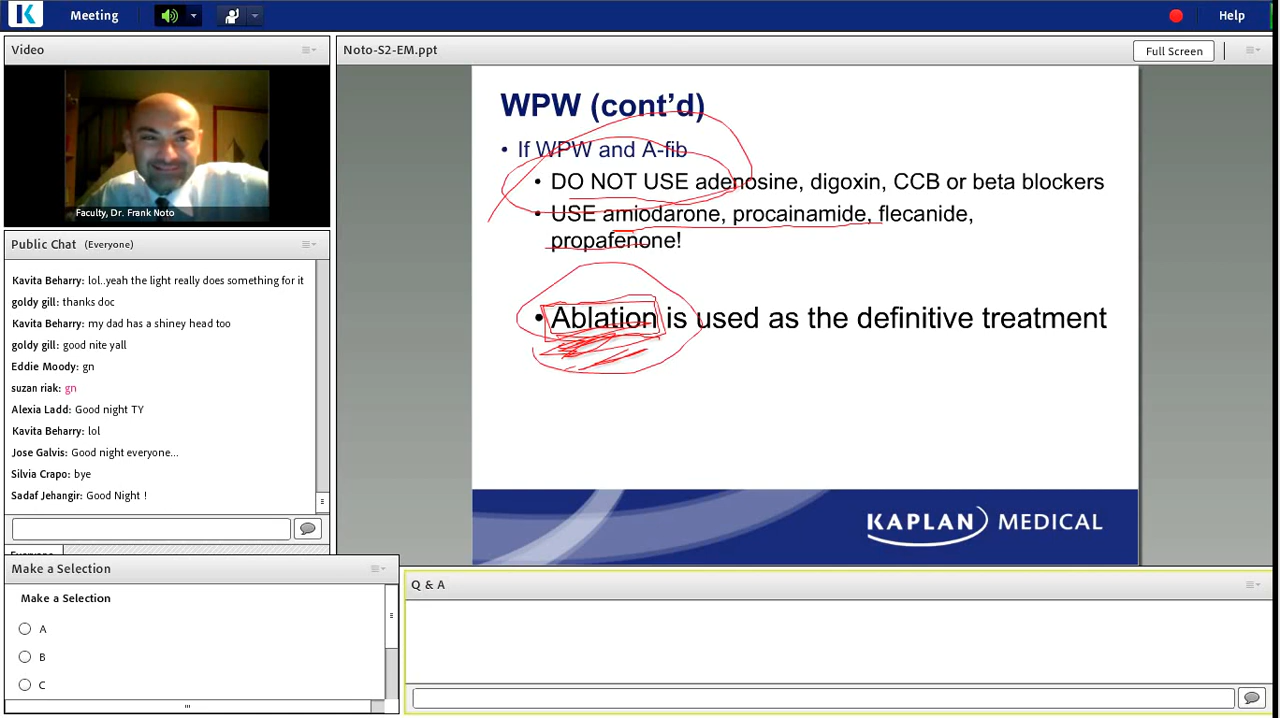 Meeting
Help
Video
Faculty, Dr. Frank Noto
Public Chat (Everyone)
Kavita Beharry: lol..yeah the light really does something for it
goldy gill: thanks doc
Kavita Beharry: my dad has a shiney head too
goldy gill: good nite yall
Eddie Moody: gn
suzan riak: gn
Alexia Ladd: Good night TY
Kavita Beharry: lol
Jose Galvis: Good night everyone...
Silvia Crapo: bye
Sadaf Jehangir: Good Night !
Everyone
Make a Selection
Make a Selection
A
B
C
Noto-S2-EM.ppt
Full Screen
WPW (cont'd)
• If WPW and A-fib
• DO NOT USE adenosine, digoxin, CCB or beta blockers
• USE amiodarone, procainamide, flecanide,
propafenone!
• Ablation is used as the definitive treatment
KAPLAN MEDICAL
Q & A